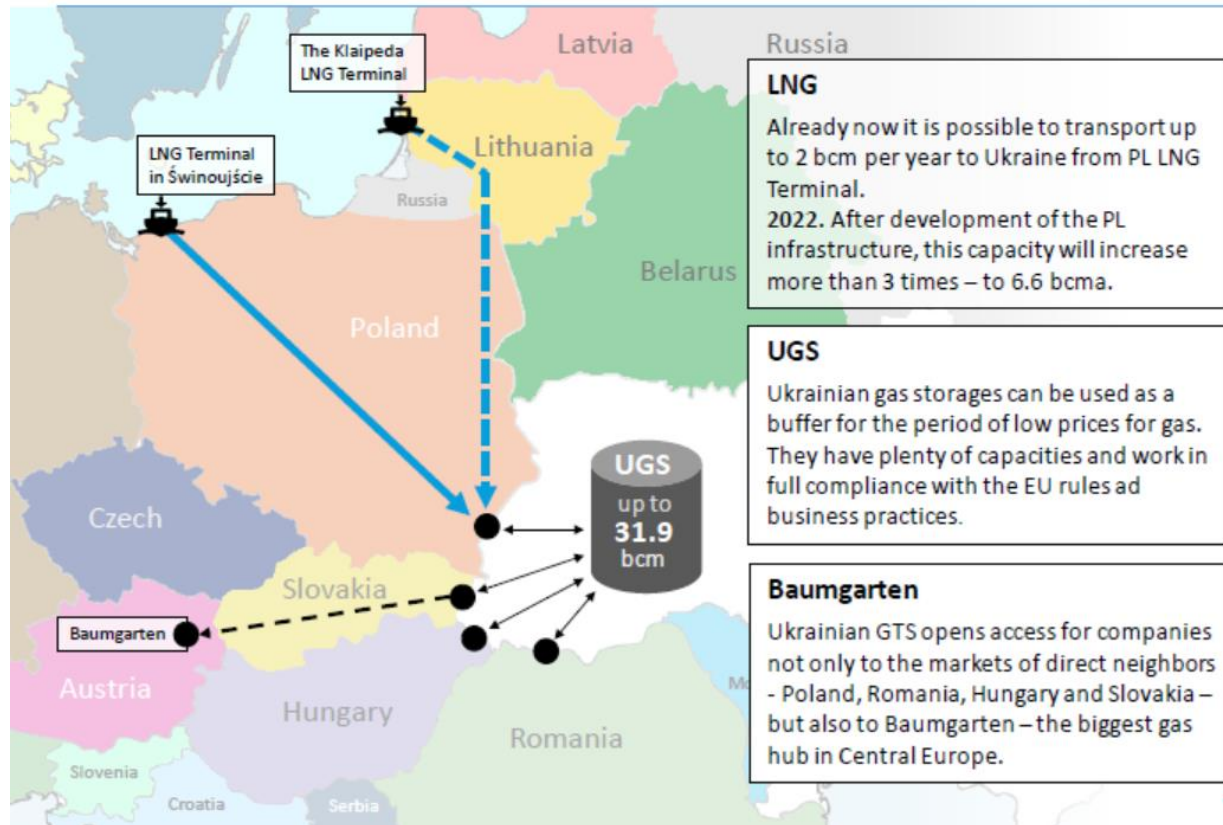 The Klaipeda
LNG Terminal
LNG Terminal
in Świnoujście
Latvia
Russia
Lithuania
Russia
Belarus
Poland
Czech
Slovakia
Baumgarten
Austria
Hungary
Romania
Slovenia
Croatia
Serbia
UGS
up to
31.9
bcm
LNG
Already now it is possible to transport up
to 2 bcm per year to Ukraine from PL LNG
Terminal.
2022. After development of the PL
infrastructure, this capacity will increase
more than 3 times – to 6.6 bcma.
UGS
Ukrainian gas storages can be used as a
buffer for the period of low prices for gas.
They have plenty of capacities and work in
full compliance with the EU rules ad
business practices.
Baumgarten
Ukrainian GTS opens access for companies
not only to the markets of direct neighbors
- Poland, Romania, Hungary and Slovakia –
but also to Baumgarten – the biggest gas
hub in Central Europe.